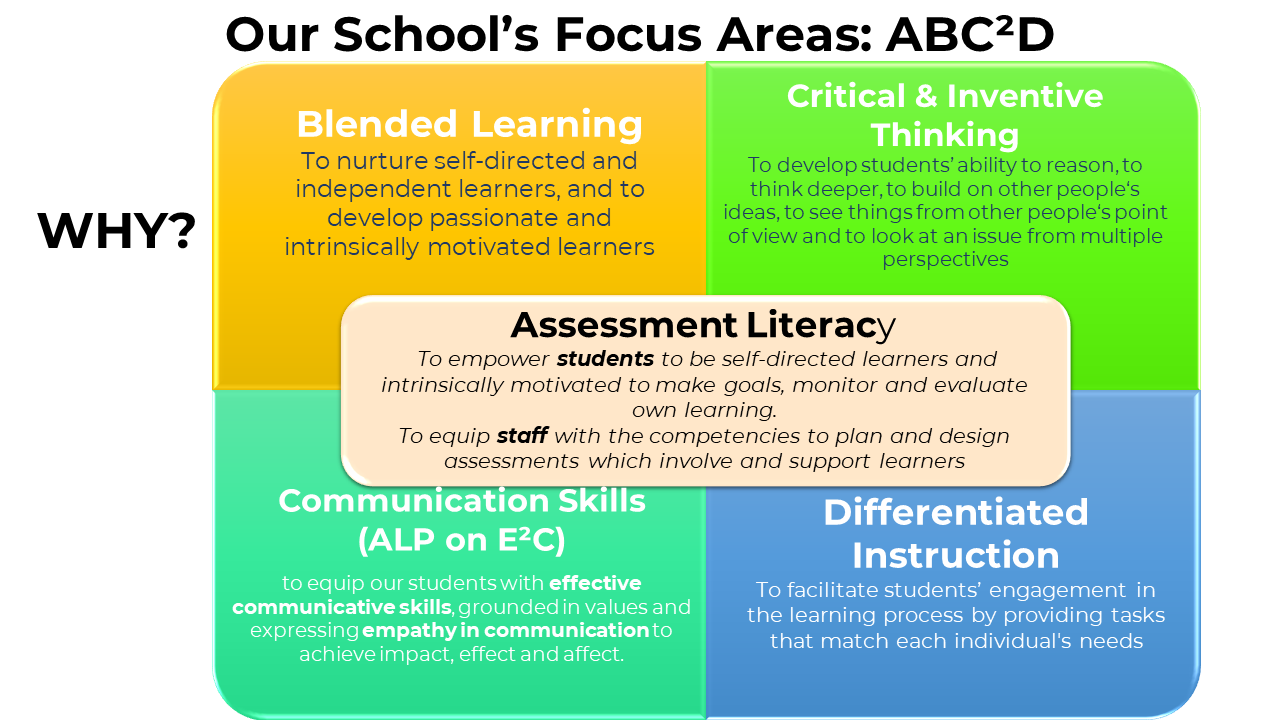 Our School’s Focus Areas: ABC²D
WHY?
Blended Learning
To nurture self-directed and
independent learners, and to
develop passionate and
intrinsically motivated learners
Critical & Inventive
Thinking
To develop students’ ability to reason, to
think deeper, to build on other people‘s
ideas, to see things from other people‘s point
of view and to look at an issue from multiple
perspectives
Assessment Literacy
To empower students to be self-directed learners and
intrinsically motivated to make goals, monitor and evaluate
own learning.
To equip staff with the competencies to plan and design
assessments which involve and support learners
Communication Skills
(ALP on E²C)
to equip our students with effective
communicative skills, grounded in values and
expressing empathy in communication to
achieve impact, effect and affect.
Differentiated
Instruction
To facilitate students’ engagement in
the learning process by providing tasks
that match each individual's needs